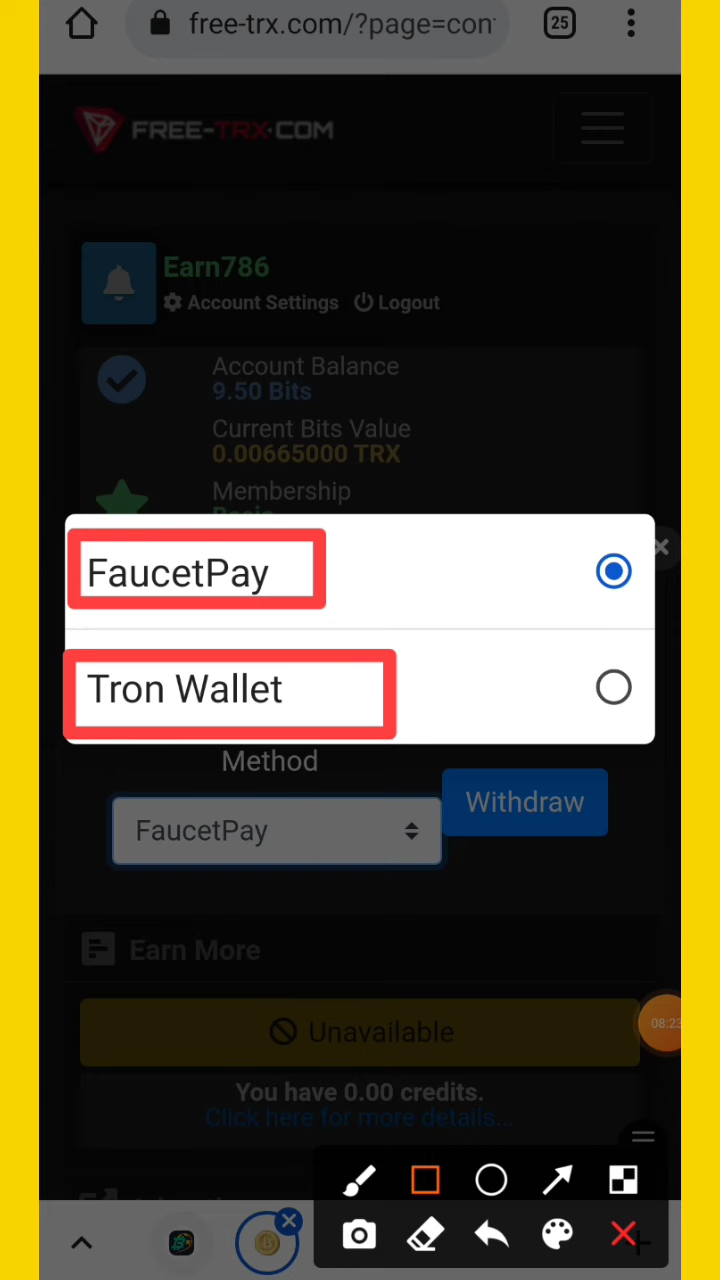 free-trx.com/?page=con
25
FREE-TRX.COM
Earn786
Account Settings Logout
Account Balance
9.50 Bits
Current Bits Value
0.00665000 TRX
Membership
FaucetPay
Tron Wallet
Method
FaucetPay
Withdraw
Earn More
Unavailable
08:23
You have 0.00 credits.
Click here for more details...